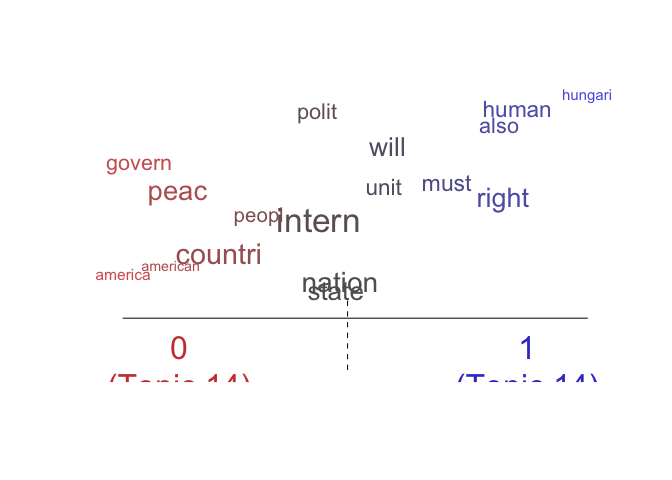 hungari
human
polit
also
will
govern
unit
must
peac
right
peopl
intern
countri
american
america
nation
state
0
1
(Topic 14)
(Topic 14)